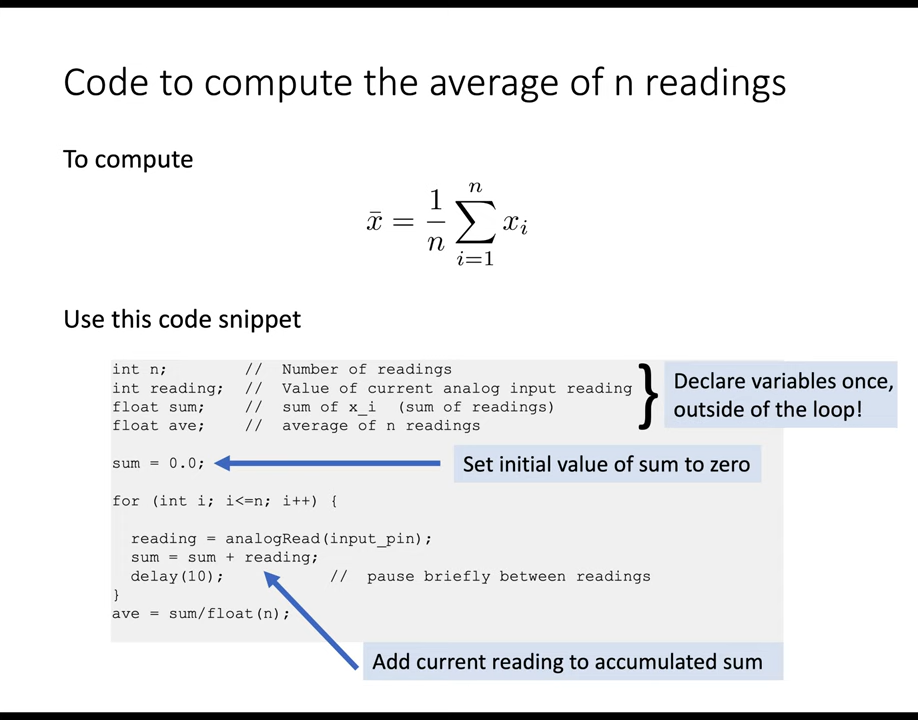 Code to compute the average of n readings
To compute
x̄ = 1/n ∑_{i=1}^{n} x_i
Use this code snippet
int n;        //  Number of readings
int reading;  //  Value of current analog input reading
float sum;    //  sum of x_i  (sum of readings)
float ave;    //  average of n readings
Declare variables once,
outside of the loop!
sum = 0.0;
Set initial value of sum to zero
for (int i; i<=n; i++) {
  reading = analogRead(input_pin);
  sum = sum + reading;
  delay(10);           //  pause briefly between readings
}
ave = sum/float(n);
Add current reading to accumulated sum